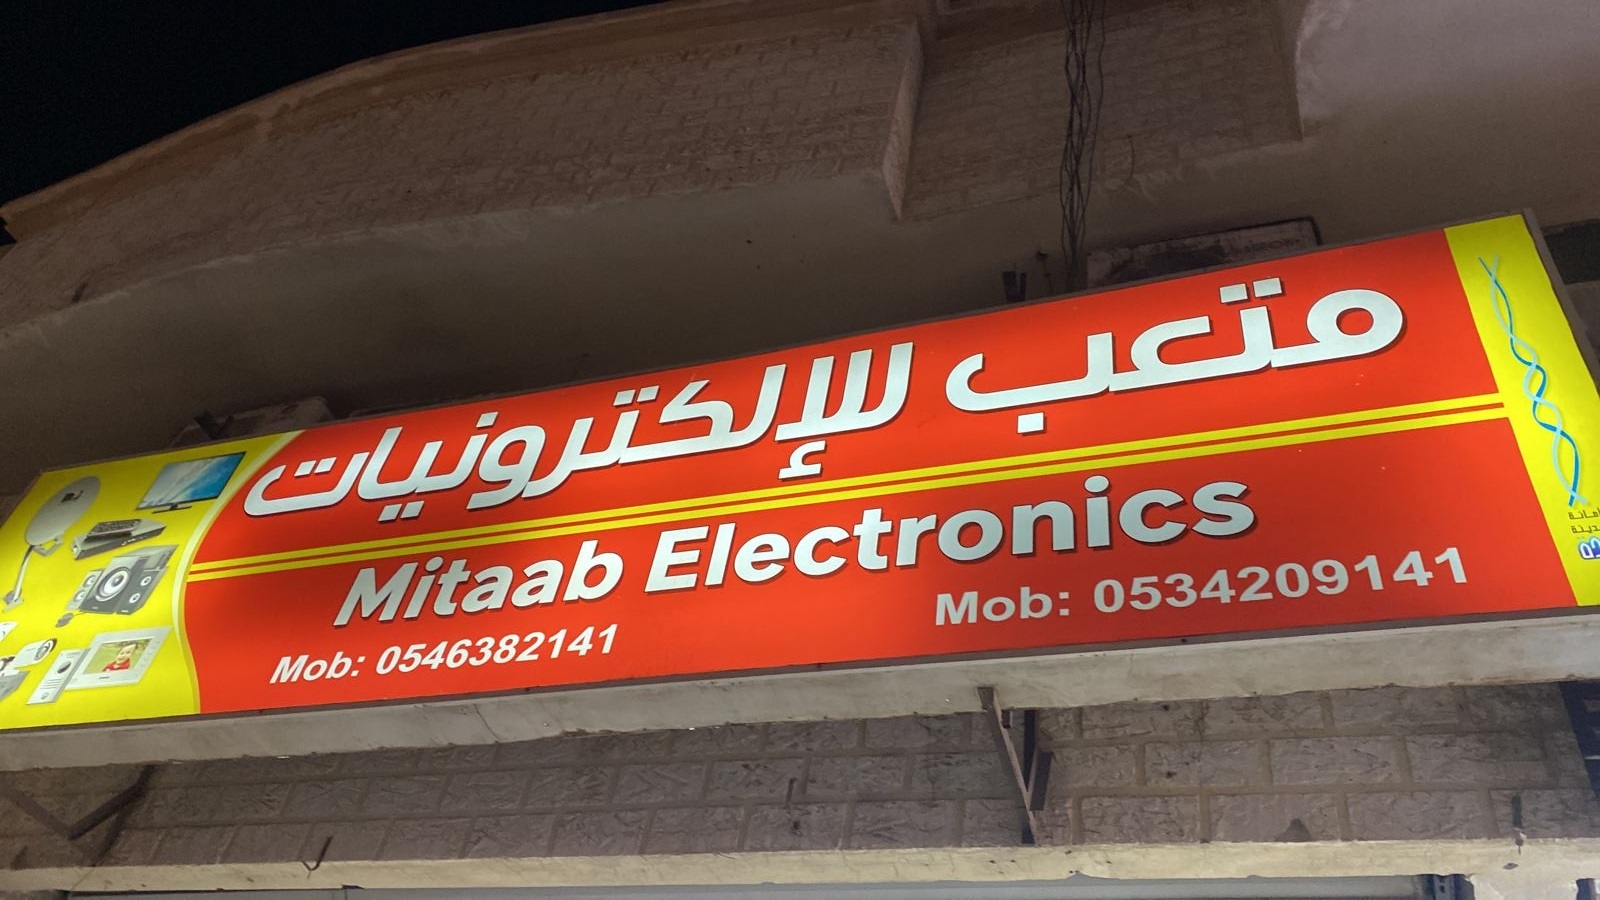 متعب للإلكترونيات
Mitaab Electronics
Mob: 0546382141
Mob: 0534209141